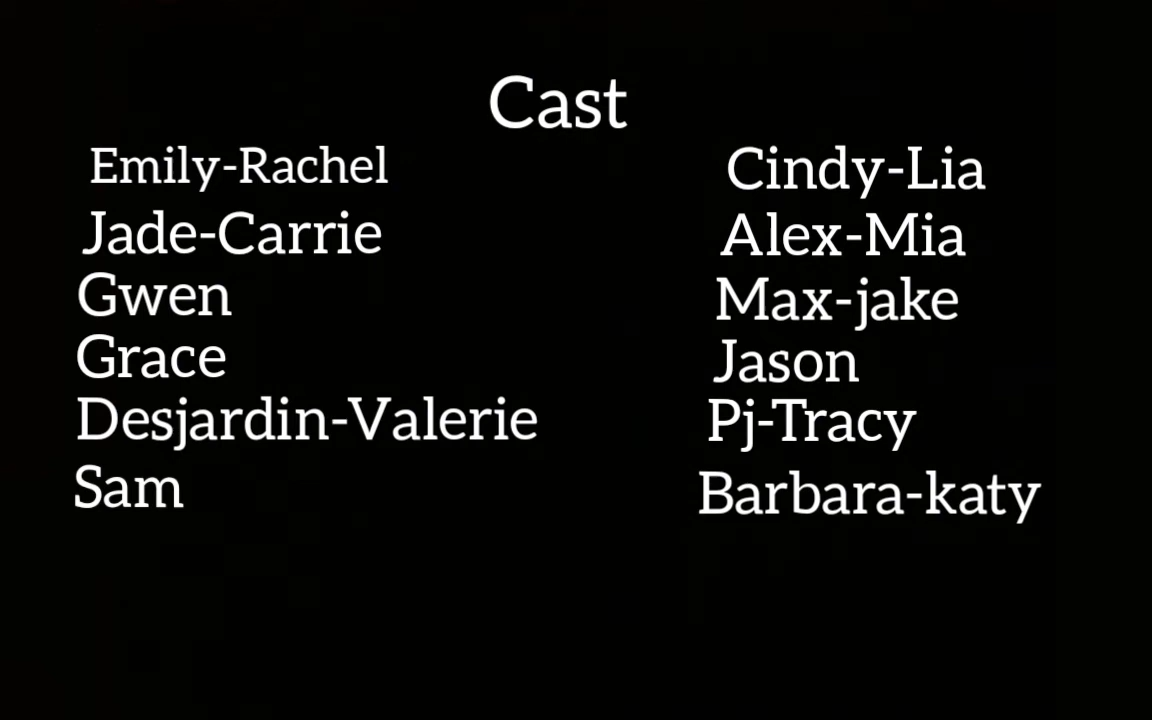 Cast
Emily-Rachel
Jade-Carrie
Gwen
Grace
Desjardin-Valerie
Sam
Cindy-Lia
Alex-Mia
Max-jake
Jason
Pj-Tracy
Barbara-katy